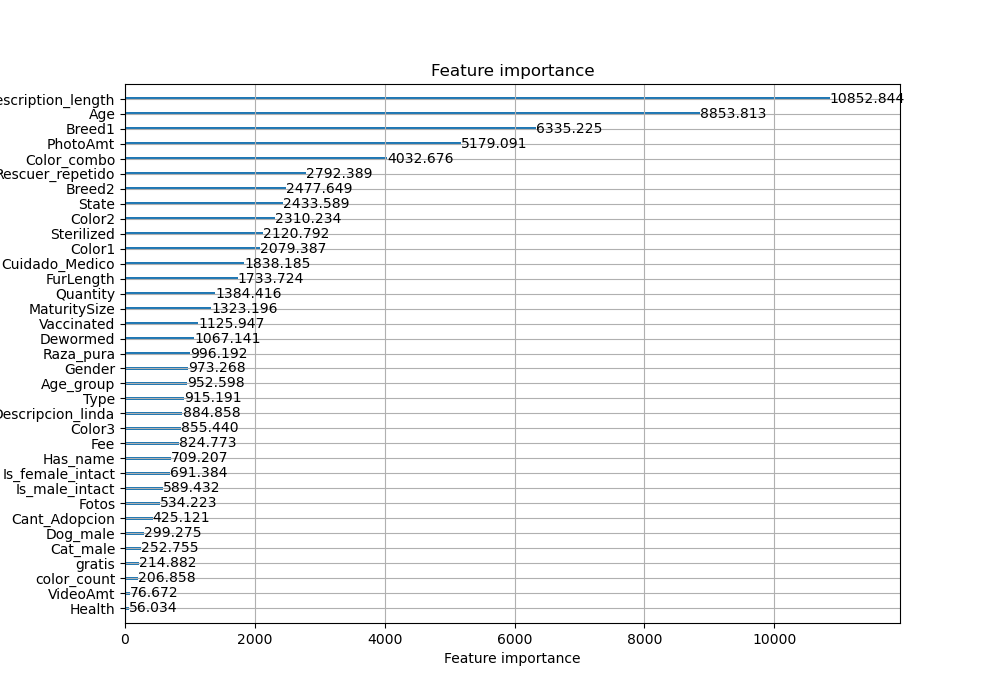 Feature importance
escription_length 10852.844
Age 8853.813
Breed1 6335.225
PhotoAmt 5179.091
Color_combo 4032.676
Rescuer_repetido 2792.389
Breed2 2477.649
State 2433.589
Color2 2310.234
Sterilized 2120.792
Color1 2079.387
Cuidado_Medico 1838.185
FurLength 1733.724
Quantity 1384.416
MaturitySize 1323.196
Vaccinated 1125.947
Dewormed 1067.141
Raza_pura 996.192
Gender 973.268
Age_group 952.598
Type 915.191
Descripcion_linda 884.858
Color3 855.440
Fee 824.773
Has_name 709.207
Is_female_intact 691.384
Is_male_intact 589.432
Fotos 534.223
Cant_Adopcion 425.121
Dog_male 299.275
Cat_male 252.755
gratis 214.882
color_count 206.858
VideoAmt 76.672
Health 56.034
0 2000 4000 6000 8000 10000
Feature importance